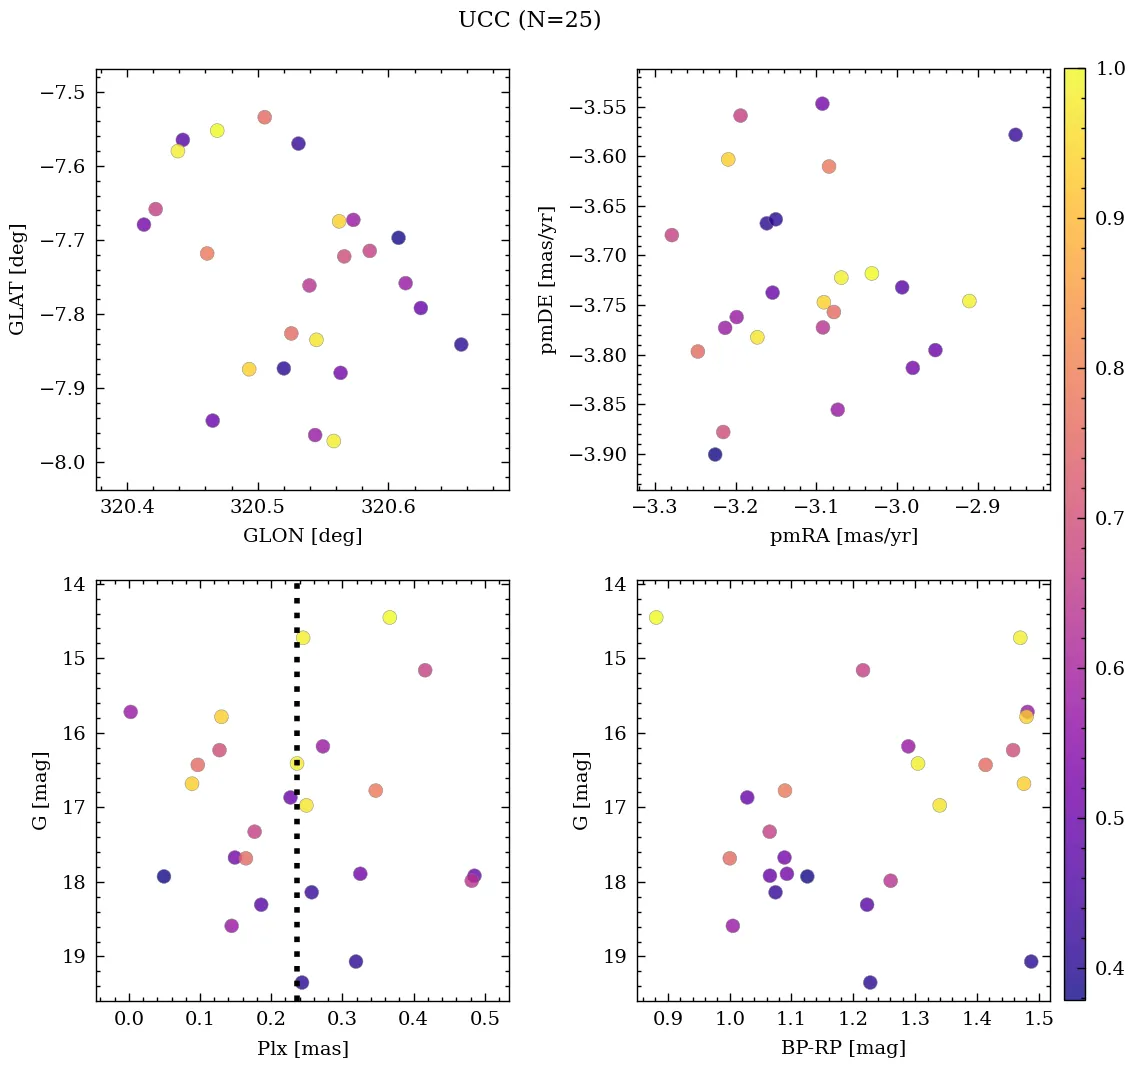 UCC (N=25)
−7.5
−7.6
−7.7
−7.8
−7.9
−8.0
GLAT [deg]
320.4 320.5 320.6
GLON [deg]
−3.55
−3.60
−3.65
−3.70
−3.75
−3.80
−3.85
−3.90
pmDE [mas/yr]
−3.3 −3.2 −3.1 −3.0 −2.9
pmRA [mas/yr]
14
15
16
17
18
19
G [mag]
0.0 0.1 0.2 0.3 0.4 0.5
Plx [mas]
14
15
16
17
18
19
G [mag]
0.9 1.0 1.1 1.2 1.3 1.4 1.5
BP-RP [mag]
1.0
0.9
0.8
0.7
0.6
0.5
0.4